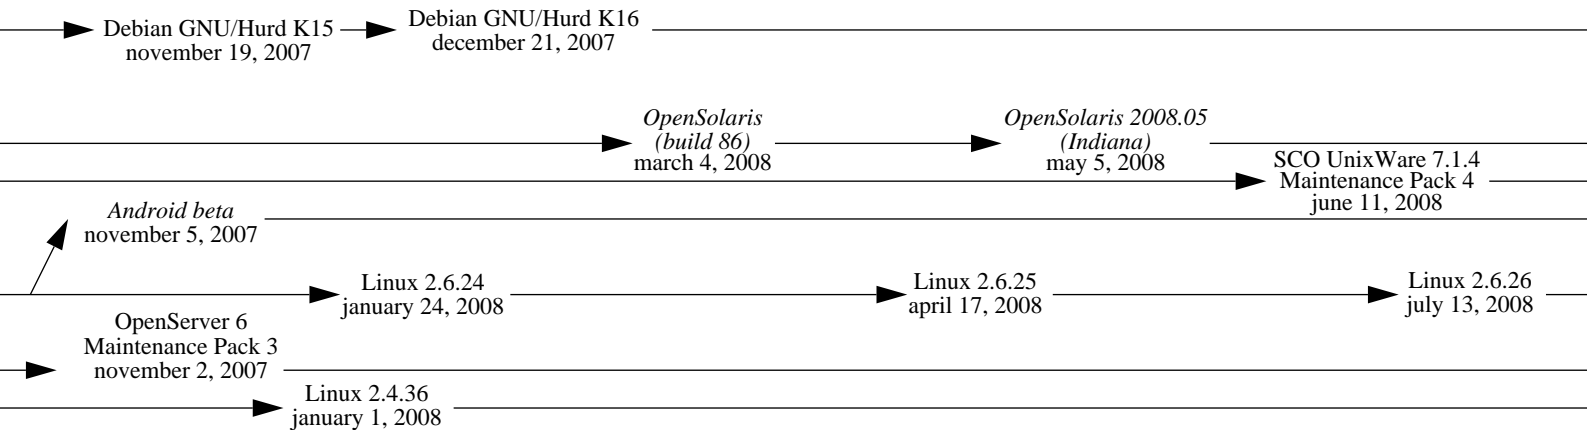 Debian GNU/Hurd K15
november 19, 2007
Debian GNU/Hurd K16
december 21, 2007
OpenSolaris
(build 86)
march 4, 2008
OpenSolaris 2008.05
(Indiana)
may 5, 2008
SCO UnixWare 7.1.4
Maintenance Pack 4
june 11, 2008
Android beta
november 5, 2007
Linux 2.6.24
january 24, 2008
Linux 2.6.25
april 17, 2008
Linux 2.6.26
july 13, 2008
OpenServer 6
Maintenance Pack 3
november 2, 2007
Linux 2.4.36
january 1, 2008